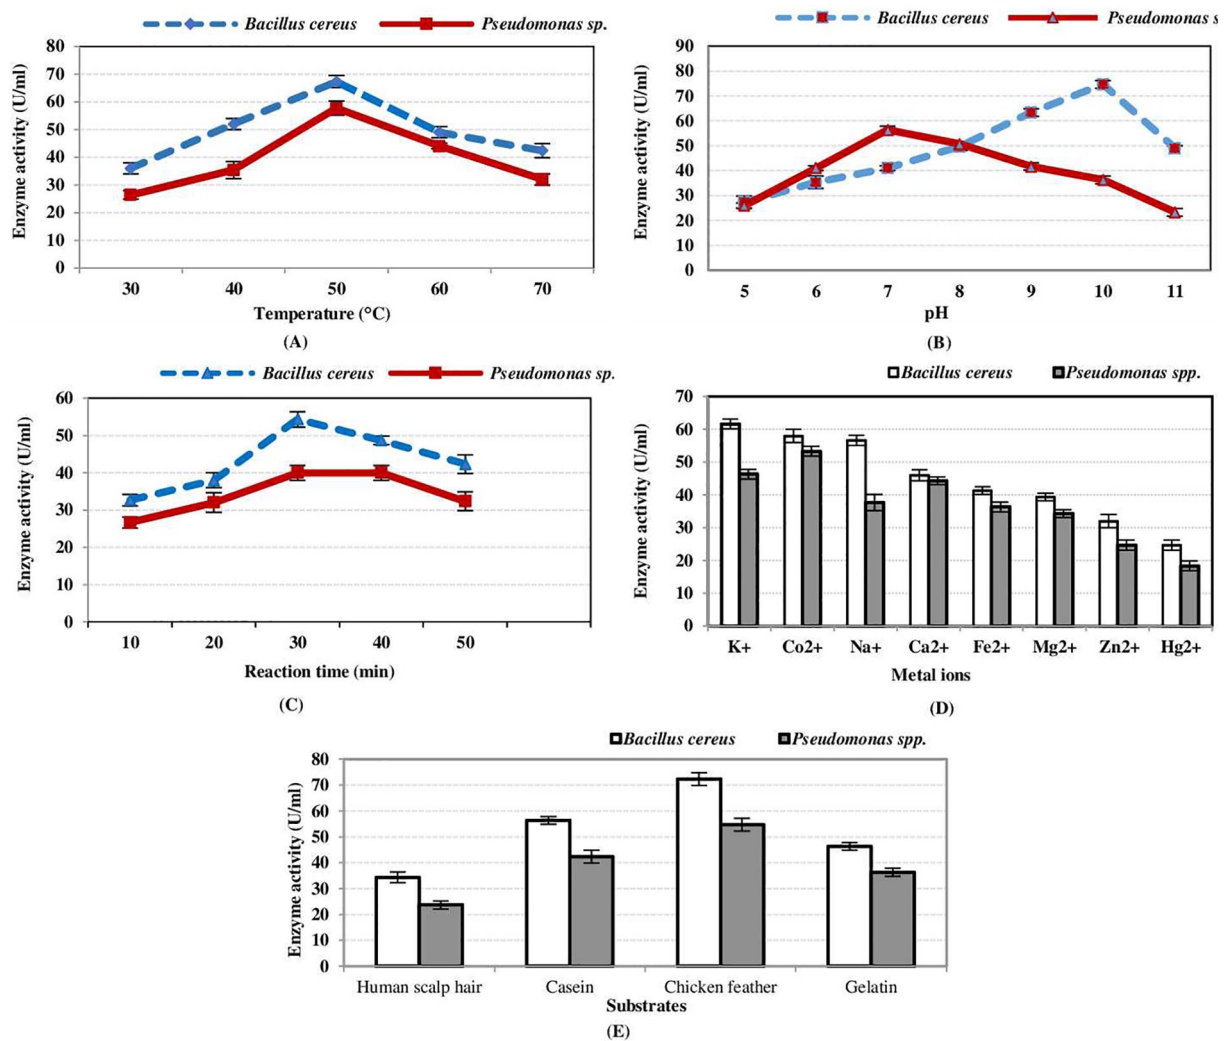 Bacillus cereus Pseudomonas sp.
Enzyme activity (U/ml)
80
70
60
50
40
30
20
10
0
30 40 50 60 70
Temperature (°C)
(A)
Bacillus cereus Pseudomonas s
Enzyme activity (U/ml)
90
80
70
60
50
40
30
20
10
0
5 6 7 8 9 10 11
pH
(B)
Bacillus cereus Pseudomonas sp.
Enzyme activity (U/ml)
60
50
40
30
20
10
0
10 20 30 40 50
Reaction time (min)
(C)
Bacillus cereus Pseudomonas spp.
Enzyme activity (U/ml)
70
60
50
40
30
20
10
0
K+ Co2+ Na+ Ca2+ Fe2+ Mg2+ Zn2+ Hg2+
Metal ions
(D)
Bacillus cereus Pseudomonas spp.
Enzyme activity (U/ml)
80
70
60
50
40
30
20
10
0
Human scalp hair Casein Chicken feather Gelatin
Substrates
(E)